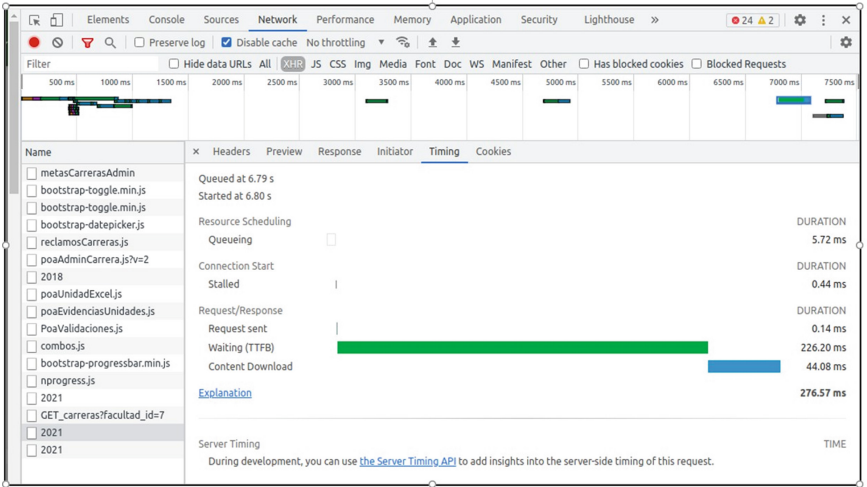 Elements Console Sources Network Performance Memory Application Security Lighthouse » 24 2
Preserve log Disable cache No throttling
Filter Hide data URLs All XHR JS CSS Img Media Font Doc WS Manifest Other Has blocked cookies Blocked Requests
500 ms 1000 ms 1500 ms 2000 ms 2500 ms 3000 ms 3500 ms 4000 ms 4500 ms 5000 ms 5500 ms 6000 ms 6500 ms 7000 ms 7500 ms
Name
metasCarrerasAdmin
bootstrap-toggle.min.js
bootstrap-toggle.min.js
bootstrap-datepicker.js
reclamosCarreras.js
poaAdminCarrera.js?v=2
2018
poaUnidadExcel.js
poaEvidenciasUnidades.js
PoaValidaciones.js
combos.js
bootstrap-progressbar.min.js
nprogress.js
2021
GET_carreras?facultad_id=7
2021
2021
× Headers Preview Response Initiator Timing Cookies
Queued at 6.79 s
Started at 6.80 s
Resource Scheduling DURATION
Queueing 5.72 ms
Connection Start DURATION
Stalled 0.44 ms
Request/Response DURATION
Request sent 0.14 ms
Waiting (TTFB) 226.20 ms
Content Download 44.08 ms
Explanation 276.57 ms
Server Timing TIME
During development, you can use the Server Timing API to add insights into the server-side timing of this request.